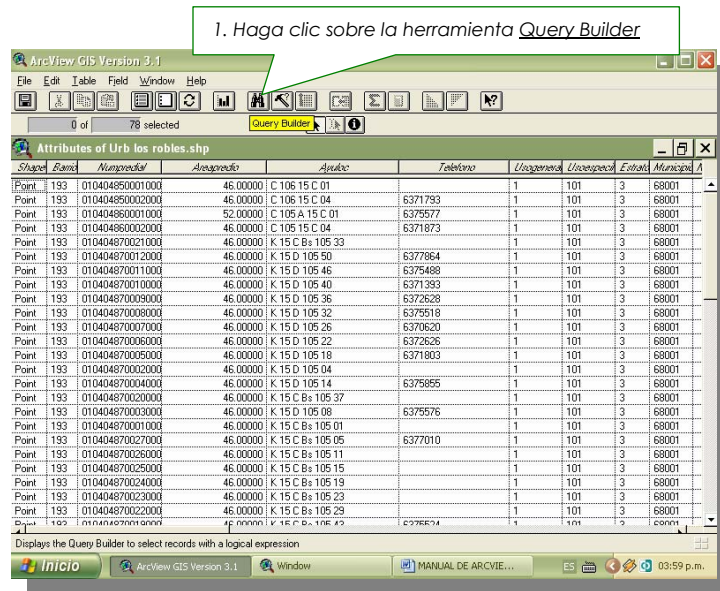 1. Haga clic sobre la herramienta Query Builder
ArcView GIS Version 3.1
File Edit Table Field Window Help
0 of 78 selected
Query Builder
Attributes of Urb los robles.shp
Shape Barrio Numpredial Areapredio Ayuloc Telefono Usogeneral Usoespecif Estrato Municipio
Point 193 010404850001000 46.00000 C 106 15 C 01 1 101 3 68001
Point 193 010404850002000 46.00000 C 106 15 C 04 6371793 1 101 3 68001
Point 193 010404860001000 52.00000 C 105 A 15 C 01 6375577 1 101 3 68001
Point 193 010404860002000 46.00000 C 105 15 C 04 6371873 1 101 3 68001
Point 193 010404870021000 46.00000 K 15 C Bs 105 33 1 101 3 68001
Point 193 010404870012000 46.00000 K 15 D 105 50 6377864 1 101 3 68001
Point 193 010404870011000 46.00000 K 15 D 105 46 6375488 1 101 3 68001
Point 193 010404870010000 46.00000 K 15 D 105 40 6371393 1 101 3 68001
Point 193 010404870009000 46.00000 K 15 D 105 36 6372628 1 101 3 68001
Point 193 010404870008000 46.00000 K 15 D 105 32 6375518 1 101 3 68001
Point 193 010404870007000 46.00000 K 15 D 105 26 6370620 1 101 3 68001
Point 193 010404870006000 46.00000 K 15 D 105 22 6372626 1 101 3 68001
Point 193 010404870005000 46.00000 K 15 D 105 18 6371803 1 101 3 68001
Point 193 010404870002000 46.00000 K 15 D 105 04 1 101 3 68001
Point 193 010404870004000 46.00000 K 15 D 105 14 6375855 1 101 3 68001
Point 193 010404870020000 46.00000 K 15 C Bs 105 37 1 101 3 68001
Point 193 010404870003000 46.00000 K 15 D 105 08 6375576 1 101 3 68001
Point 193 010404870001000 46.00000 K 15 C Bs 105 01 1 101 3 68001
Point 193 010404870027000 46.00000 K 15 C Bs 105 05 6377010 1 101 3 68001
Point 193 010404870026000 46.00000 K 15 C Bs 105 11 1 101 3 68001
Point 193 010404870025000 46.00000 K 15 C Bs 105 15 1 101 3 68001
Point 193 010404870024000 46.00000 K 15 C Bs 105 19 1 101 3 68001
Point 193 010404870023000 46.00000 K 15 C Bs 105 23 1 101 3 68001
Point 193 010404870022000 46.00000 K 15 C Bs 105 29 1 101 3 68001
Point 193 010404870019000 46.00000 K 15 C Bs 105 43 6375524 1 101 3 68001
Displays the Query Builder to select records with a logical expression
Inicio ArcView GIS Version 3.1 Window MANUAL DE ARCVIE... ES 03:59 p.m.